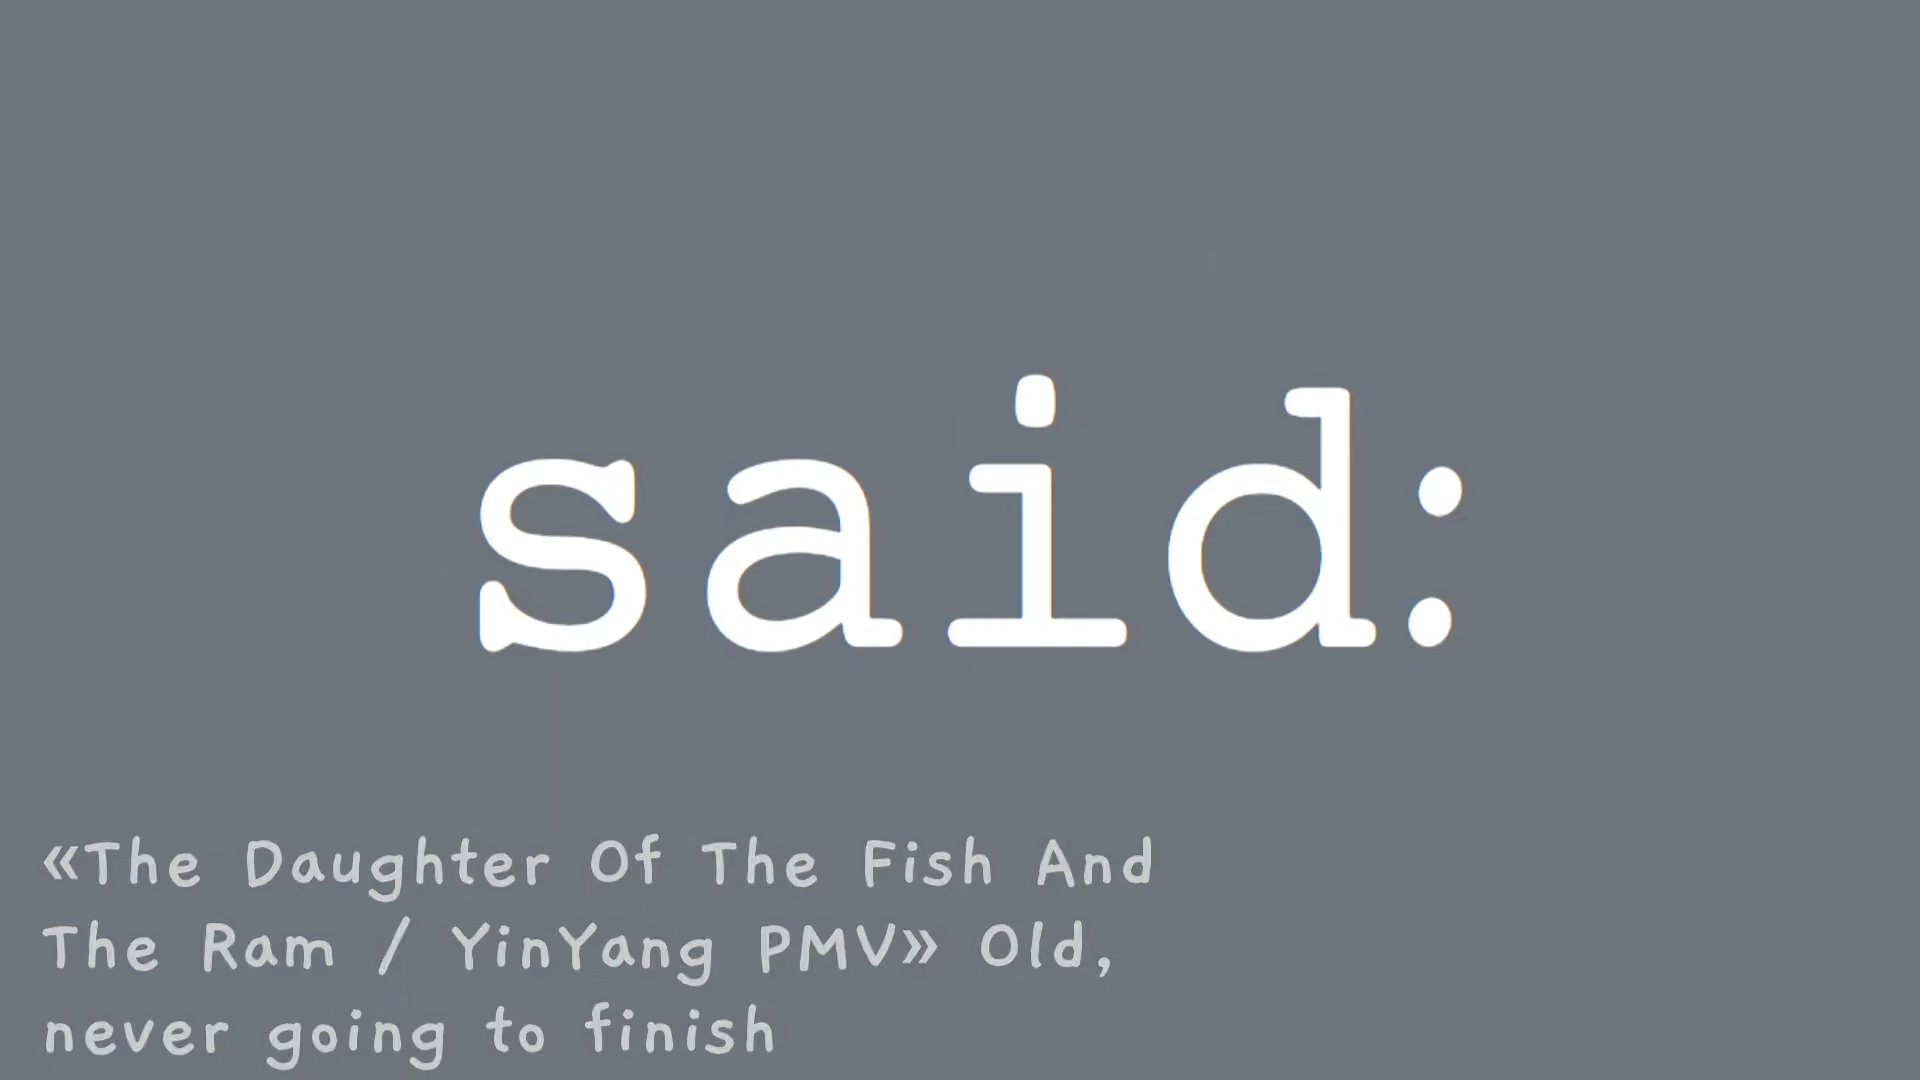 said:
«The Daughter Of The Fish And
The Ram / YinYang PMV» Old,
never going to finish